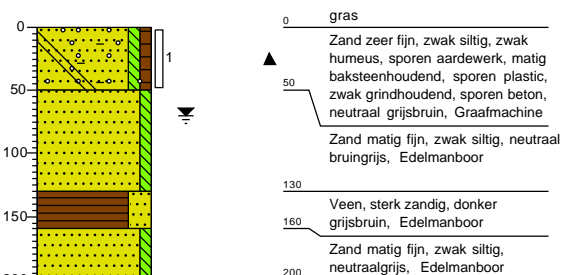 0
50
100
150
200
1
0
gras
Zand zeer fijn, zwak siltig, zwak
humeus, sporen aardewerk, matig
baksteenhoudend, sporen plastic,
zwak grindhoudend, sporen beton,
neutraal grijsbruin, Graafmachine
50
Zand matig fijn, zwak siltig, neutraal
bruingrijs, Edelmanboor
130
Veen, sterk zandig, donker
grijsbruin, Edelmanboor
160
Zand matig fijn, zwak siltig,
neutraalgrijs, Edelmanboor
200